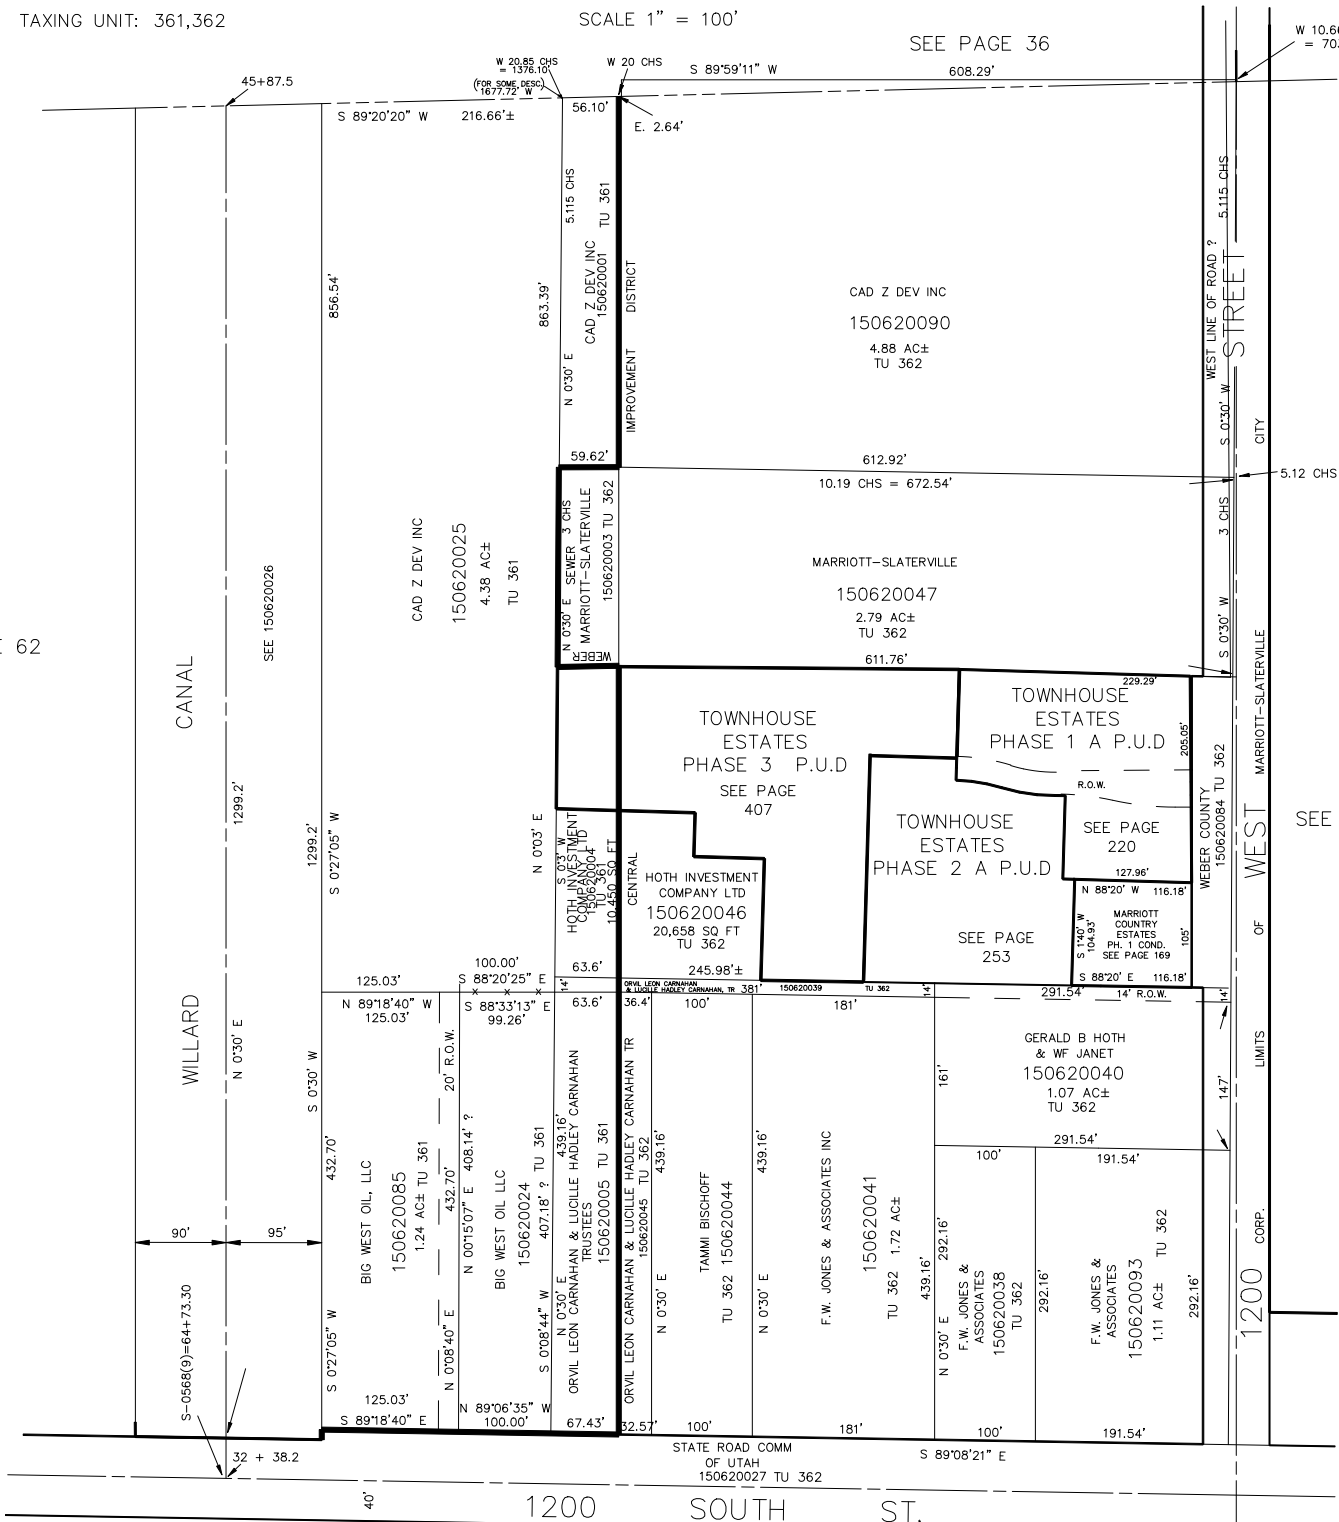 TAXING UNIT: 361,362
SCALE 1" = 100'
SEE PAGE 36
W 20.85 CHS
= 1376.10'
(FOR SOME DESC.)
1677.72' W
W 20 CHS
S 89°59'11" W
608.29'
45+87.5
S 89°20'20" W
216.66'±
56.10'
E. 2.64'
5.115 CHS
5.115 CHS
856.54'
863.39'
N 0°30' E
CAD Z DEV INC
150620001
TU 361
IMPROVEMENT DISTRICT
CAD Z DEV INC
150620090
4.88 AC±
TU 362
WEST LINE OF ROAD ?
STREET
S 0°30' W
CITY
59.62'
612.92'
10.19 CHS = 672.54'
5.12 CHS
CAD Z DEV INC
150620025
4.38 AC±
TU 361
N 0°30' E
SEWER
3 CHS
MARRIOTT-SLATERVILLE
150620003 TU 362
WEBER
MARRIOTT-SLATERVILLE
150620047
2.79 AC±
TU 362
611.76'
3 CHS
S 0°30' W
MARRIOTT-SLATERVILLE
SEE 150620026
62
CANAL
WILLARD
1299.2'
N 0°30' E
1299.2'
S 0°27'05" W
S 0°30' W
TOWNHOUSE
ESTATES
PHASE 3 P.U.D
SEE PAGE
407
229.29'
TOWNHOUSE
ESTATES
PHASE 1 A P.U.D
205.05'
R.O.W.
SEE PAGE
220
127.96'
TOWNHOUSE
ESTATES
PHASE 2 A P.U.D
SEE PAGE
253
WEBER COUNTY
150620084 TU 362
WEST
SEE
N 0°03' E
S 0°3' W
HOTH INVESTMENT
COMPANY LTD
150620004
TU 361
10,450 SQ FT
CENTRAL
HOTH INVESTMENT
COMPANY LTD
150620046
20,658 SQ FT
TU 362
245.98'±
N 88°20' W
116.18'
S 1°40' W
104.93'
MARRIOTT
COUNTRY
ESTATES
PH. 1 COND.
SEE PAGE 169
105'
S 88°20' E
116.18'
OF
100.00'
S 88°20'25" E
63.6'
125.03'
14'
ORVIL LEON CARNAHAN
& LUCILLE HADLEY CARNAHAN, TR
381'
150620039
TU 362
14'
291.54'
14' R.O.W.
14'
N 89°18'40" W
125.03'
S 88°33'13" E
99.26'
63.6'
36.4'
100'
181'
GERALD B HOTH
& WF JANET
150620040
1.07 AC±
TU 362
161'
147'
LIMITS
291.54'
432.70'
BIG WEST OIL, LLC
150620085
1.24 AC± TU 361
20' R.O.W.
432.70'
N 0°08'40" E
N 00°15'07" E 408.14' ?
BIG WEST OIL LLC
150620024
407.18' ? TU 361
S 0°08'44" W
439.16'
N 0°30' E
ORVIL LEON CARNAHAN & LUCILLE HADLEY CARNAHAN
TRUSTEES
150620005 TU 361
ORVIL LEON CARNAHAN & LUCILLE HADLEY CARNAHAN TR
150620045 TU 362
439.16'
N 0°30' E
TAMMI BISCHOFF
TU 362 150620044
439.16'
N 0°30' E
F.W. JONES & ASSOCIATES INC
150620041
TU 362 1.72 AC±
439.16'
100'
191.54'
292.16'
N 0°30' E
F.W. JONES &
ASSOCIATES
150620038
TU 362
292.16'
F.W. JONES &
ASSOCIATES
150620093
1.11 AC± TU 362
292.16'
CORP.
1200
90'
95'
S-0568(9)=64+73.30
S 0°27'05" W
125.03'
S 89°18'40" E
N 89°06'35" W
100.00'
67.43'
32.57'
100'
181'
100'
191.54'
S 89°08'21" E
32 + 38.2
STATE ROAD COMM
OF UTAH
150620027 TU 362
40'
1200 SOUTH ST.